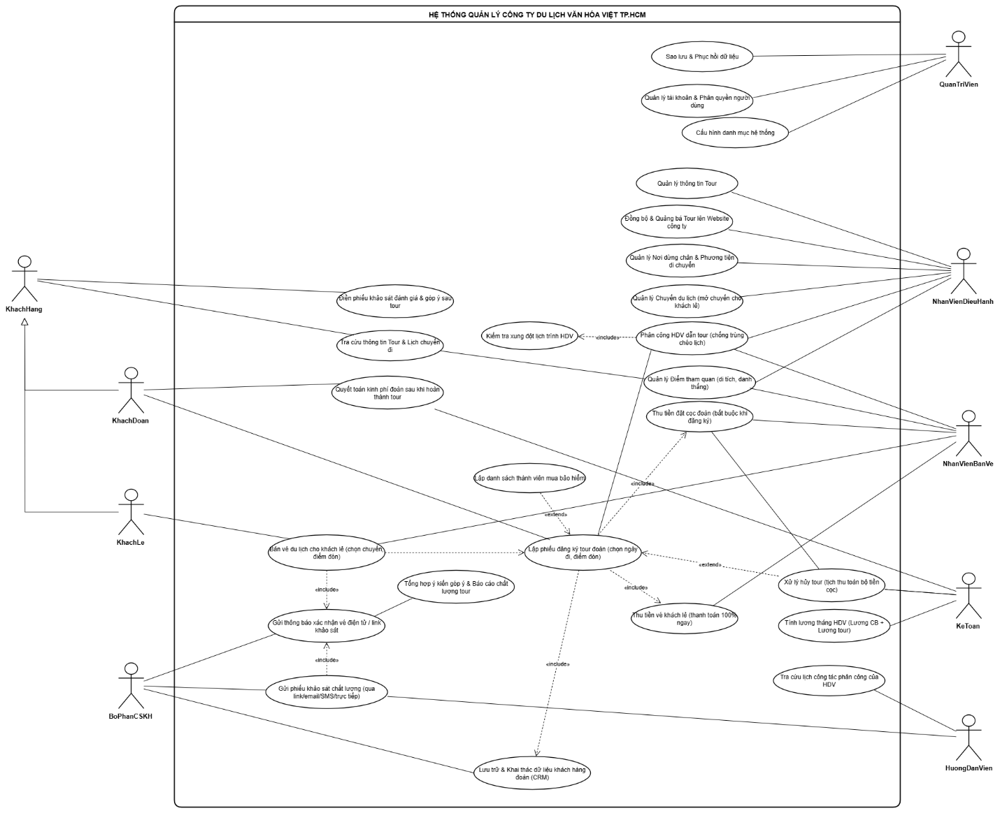 HỆ THỐNG QUẢN LÝ CÔNG TY DU LỊCH VĂN HÓA VIỆT TP.HCM
Sao lưu & Phục hồi dữ liệu
QuanTriVien
Quản lý tài khoản & Phân quyền người
dùng
Cấu hình danh mục hệ thống
Quản lý thông tin Tour
Đồng bộ & Quảng bá Tour lên Website
công ty
Quản lý Nơi dừng chân & Phương tiện
di chuyển
NhanVienDieuHanh
KhachHang
Điền phiếu khảo sát đánh giá & góp ý sau
tour
Quản lý Chuyến du lịch (mở chuyến cho
khách lẻ)
Kiểm tra xung đột lịch trình HDV
«include»
Phân công HDV dẫn tour (chống trùng
chéo lịch)
Tra cứu thông tin Tour & Lịch chuyến
đi
Quản lý Điểm tham quan (di tích, danh
thắng)
Quyết toán kinh phí đoàn sau khi hoàn
thành tour
KhachDoan
Thu tiền đặt cọc đoàn (bắt buộc khi
đăng ký)
NhanVienBanVe
Lập danh sách thành viên mua bảo hiểm
«include»
«extend»
KhachLe
Bán vé du lịch cho khách lẻ (chọn chuyến,
điểm đón)
Lập phiếu đăng ký tour đoàn (chọn ngày
đi, điểm đón)
«extend»
Tổng hợp ý kiến góp ý & Báo cáo chất
lượng tour
«include»
«include»
Xử lý hủy tour (tịch thu toàn bộ tiền
cọc)
Thu tiền vé khách lẻ (thanh toán 100%
ngay)
Gửi thông báo xác nhận vé điện tử / link
khảo sát
Tính lương tháng HDV (Lương CB +
Lương tour)
KeToan
«include»
«include»
Tra cứu lịch công tác phân công của
HDV
Gửi phiếu khảo sát chất lượng (qua
link/email/SMS/trực tiếp)
BoPhanCSKH
HuongDanVien
Lưu trữ & Khai thác dữ liệu khách hàng
đoàn (CRM)